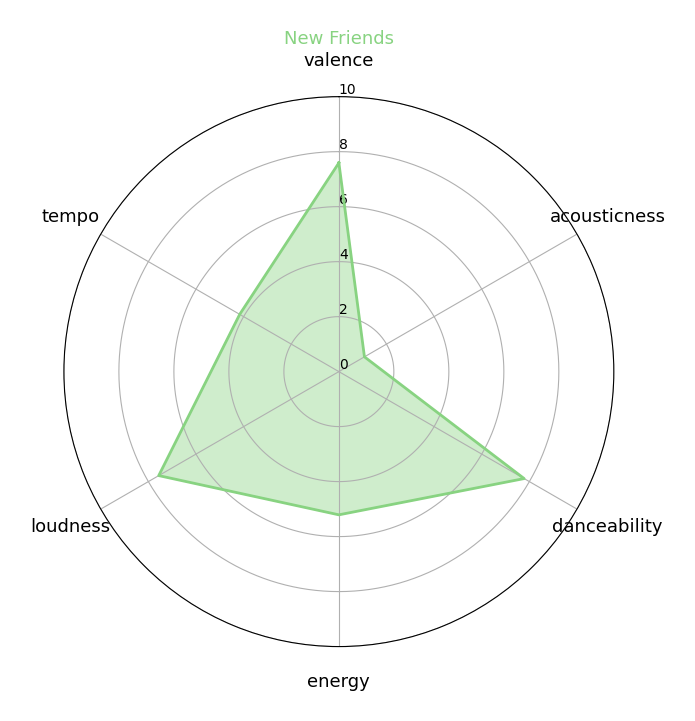 New Friends
valence
10
8
tempo
6
acousticness
4
2
0
loudness
danceability
energy